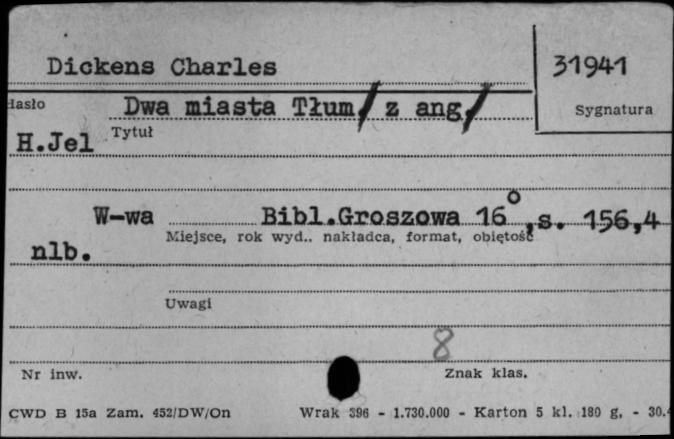 Dickens Charles
31941
Hasło
Dwa miasta Tłum/ z ang/
Sygnatura
H.Jel
Tytuł
W-wa Bibl.Groszowa 16°,s. 156,4
Miejsce, rok wyd., nakładca, format, objętość
nlb.
Uwagi
8
Nr inw.
Znak klas.
CWD B 15a Zam. 452/DW/On Wrak 396 - 1.730.000 - Karton 5 kl. 180 g, - 30.